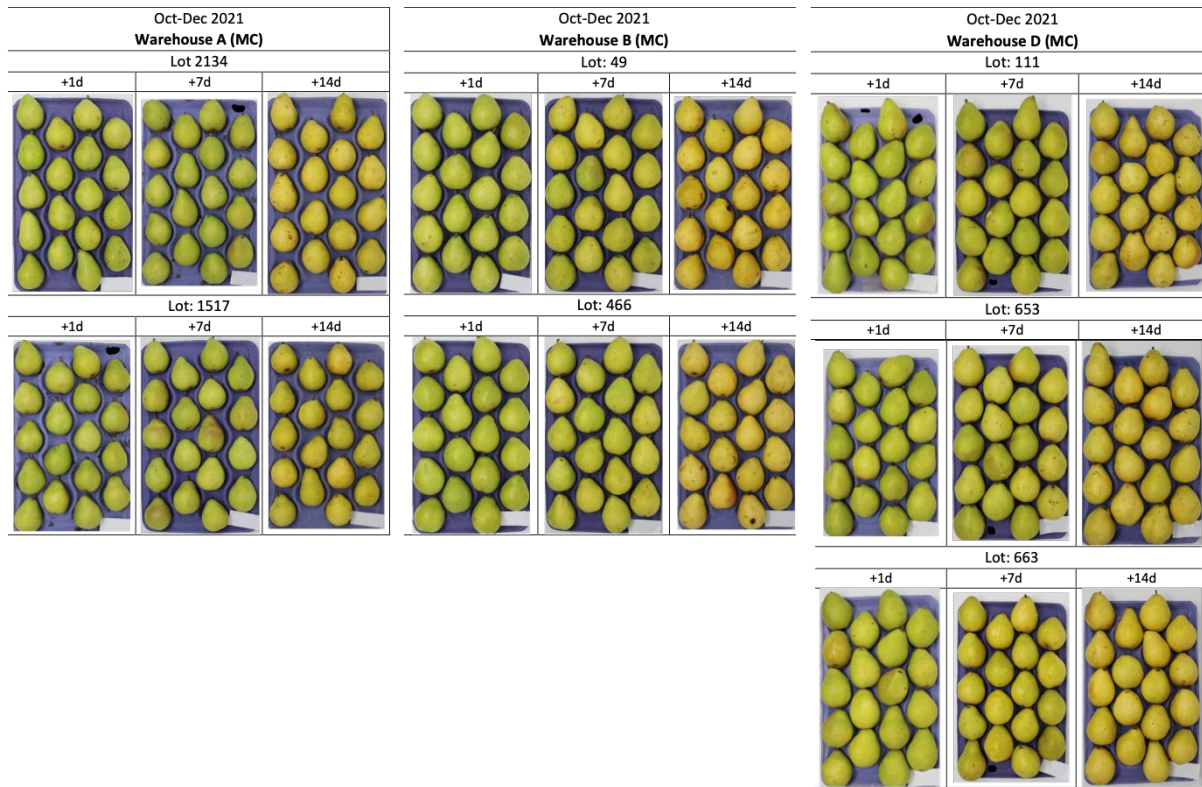 Oct-Dec 2021
Warehouse A (MC)
Lot 2134
+1d +7d +14d
Lot: 1517
+1d +7d +14d
Oct-Dec 2021
Warehouse B (MC)
Lot: 49
+1d +7d +14d
Lot: 466
+1d +7d +14d
Oct-Dec 2021
Warehouse D (MC)
Lot: 111
+1d +7d +14d
Lot: 653
+1d +7d +14d
Lot: 663
+1d +7d +14d